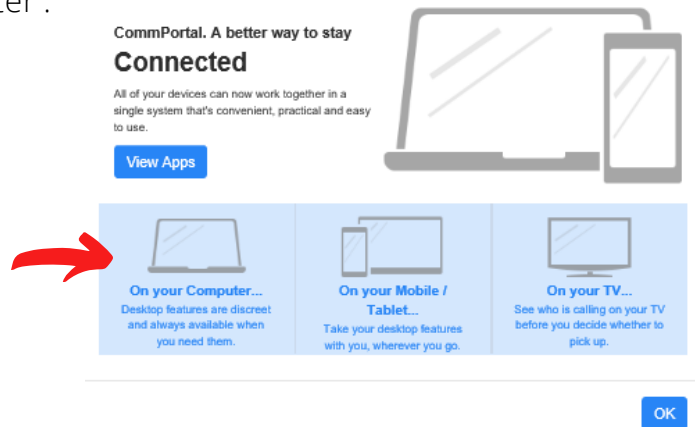 CommPortal. A better way to stay
Connected
All of your devices can now work together in a
single system that's convenient, practical and easy
to use.
View Apps
On your Computer...
Desktop features are discreet
and always available when
you need them.
On your Mobile /
Tablet...
Take your desktop features
with you, wherever you go.
On your TV...
See who is calling on your TV
before you decide whether to
pick up.
OK